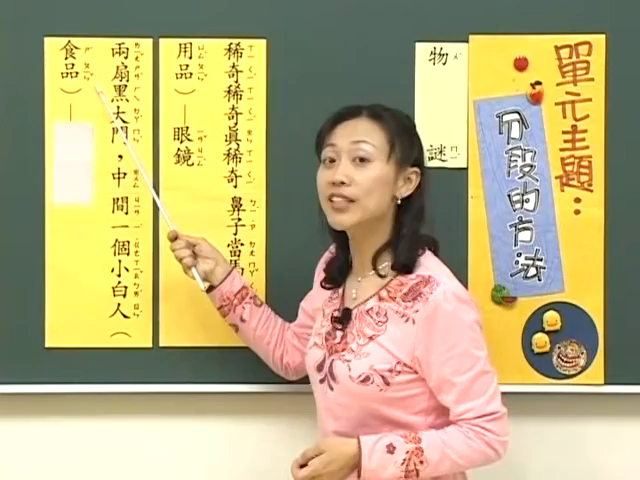 單元主題：
分段的方法
物
謎
稀奇稀奇真稀奇鼻子當馬
用品）—眼鏡
兩扇黑大門，中間一個小白人（
食品）—